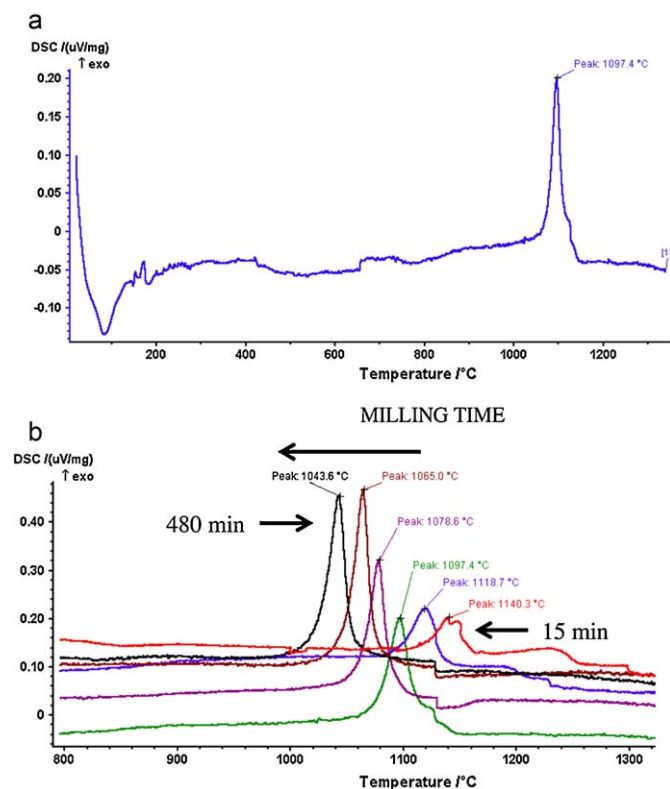 a
DSC /(uV/mg)
↑ exo
Peak: 1097.4 °C
0.20
0.15
0.10
0.05
0
-0.05
-0.10
[1]
200
400
600
800
1000
1200
Temperature /°C
MILLING TIME
b
DSC /(uV/mg)
↑ exo
Peak: 1043.6 °C
Peak: 1065.0 °C
480 min
Peak: 1078.6 °C
Peak: 1097.4 °C
Peak: 1118.7 °C
Peak: 1140.3 °C
15 min
0.40
0.30
0.20
0.10
0
800
900
1000
1100
1200
1300
Temperature /°C